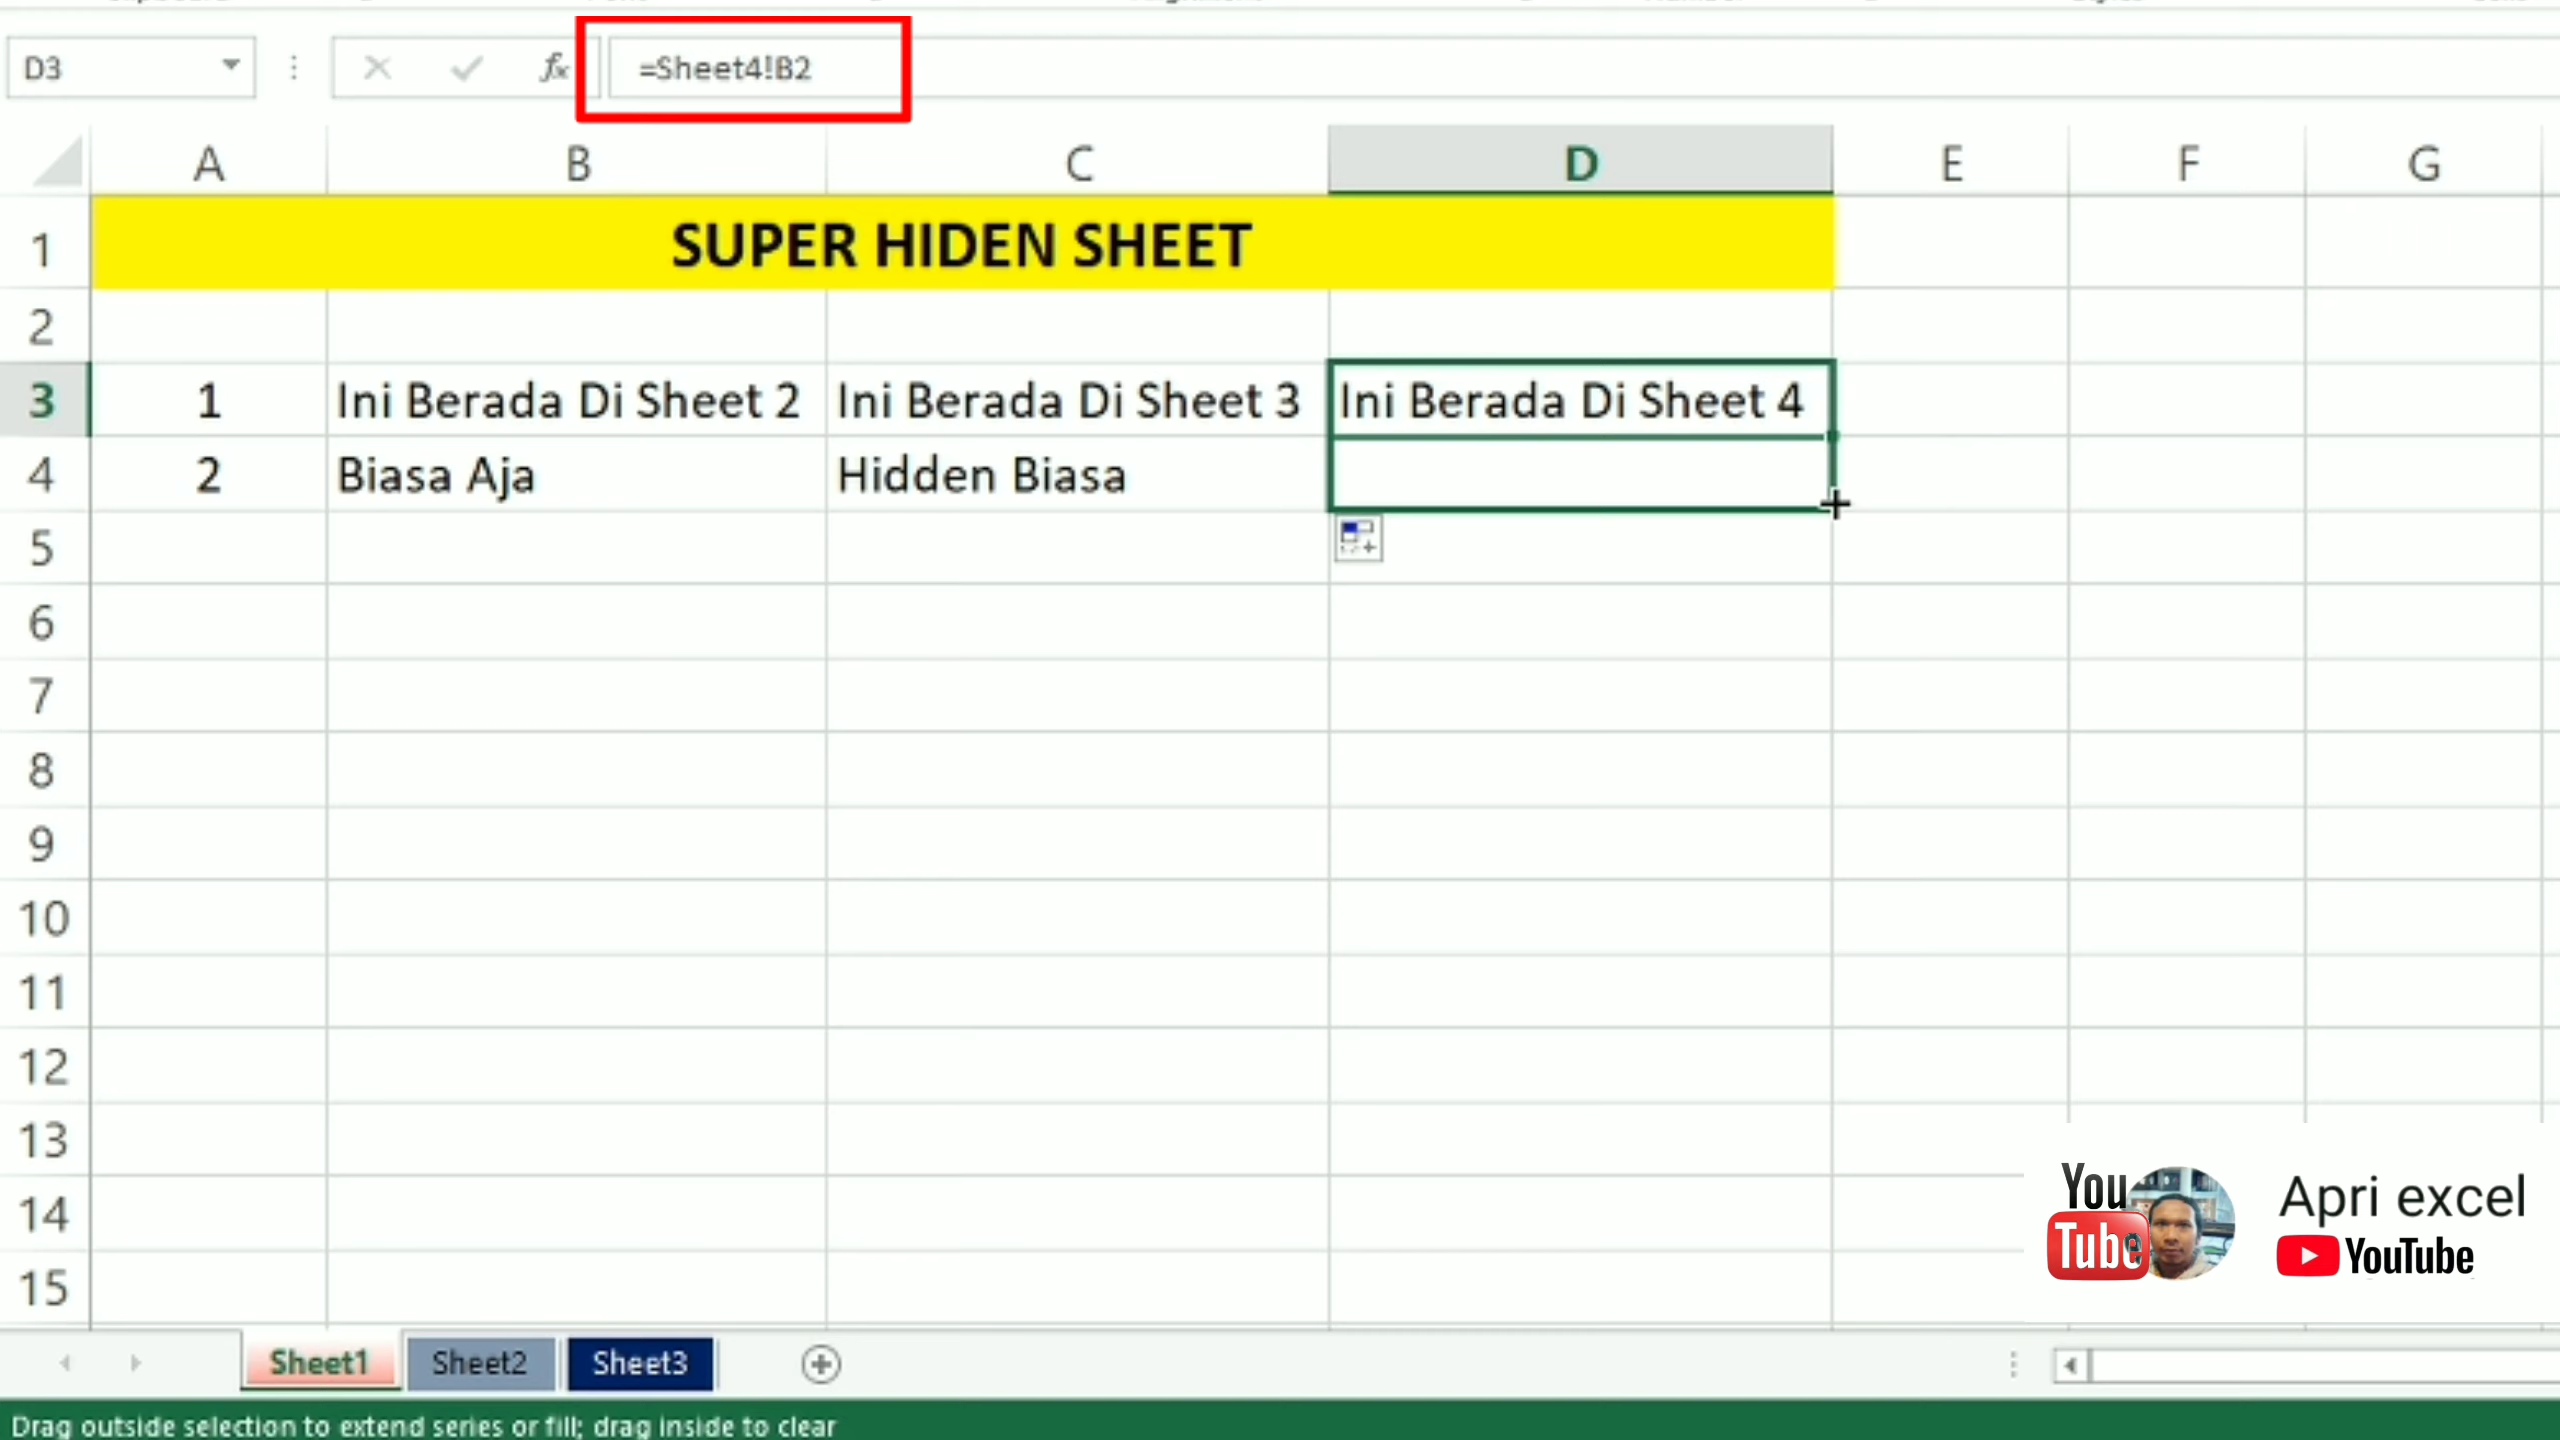 D3
fx
=Sheet4!B2
A B C D E F G
1 SUPER HIDEN SHEET
2
3 1 Ini Berada Di Sheet 2 Ini Berada Di Sheet 3 Ini Berada Di Sheet 4
4 2 Biasa Aja Hidden Biasa
5
6
7
8
9
10
11
12
13
14
15
You
Tube
Apri excel
YouTube
Sheet1 Sheet2 Sheet3
Drag outside selection to extend series or fill; drag inside to clear